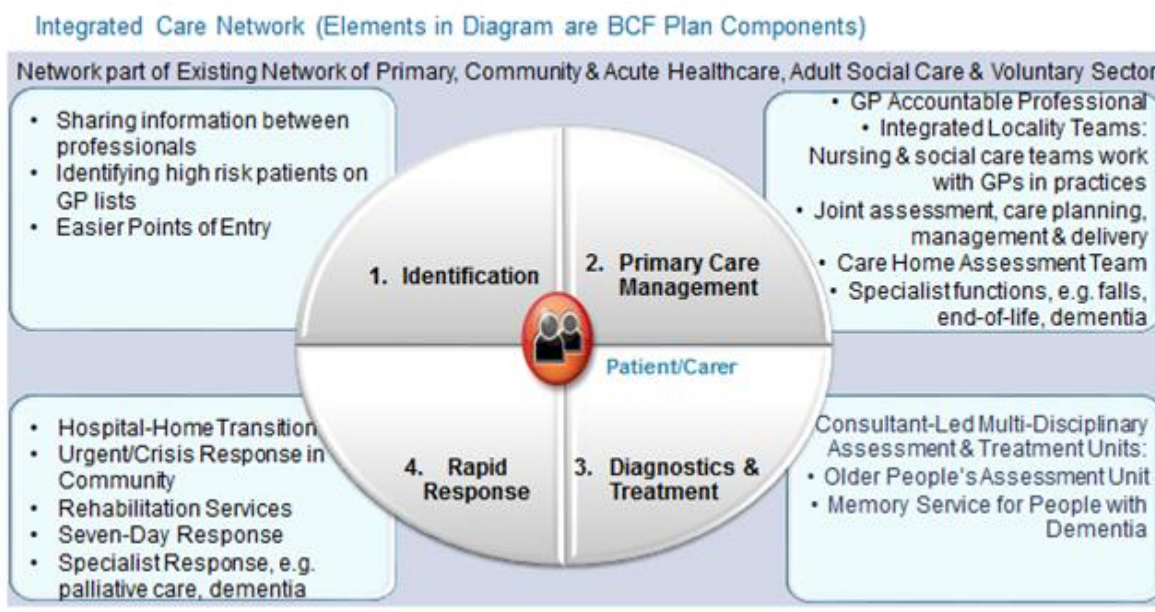 Integrated Care Network (Elements in Diagram are BCF Plan Components)
Network part of Existing Network of Primary, Community & Acute Healthcare, Adult Social Care & Voluntary Sector
• Sharing information between
professionals
• Identifying high risk patients on
GP lists
• Easier Points of Entry
• GP Accountable Professional
• Integrated Locality Teams:
Nursing & social care teams work
with GPs in practices
• Joint assessment, care planning,
management & delivery
• Care Home Assessment Team
• Specialist functions, e.g. falls,
end-of-life, dementia
1. Identification
2. Primary Care
Management
Patient/Carer
4. Rapid
Response
3. Diagnostics &
Treatment
• Hospital-Home Transition
• Urgent/Crisis Response in
Community
• Rehabilitation Services
• Seven-Day Response
• Specialist Response, e.g.
palliative care, dementia
Consultant-Led Multi-Disciplinary
Assessment & Treatment Units:
• Older People's Assessment Unit
• Memory Service for People with
Dementia